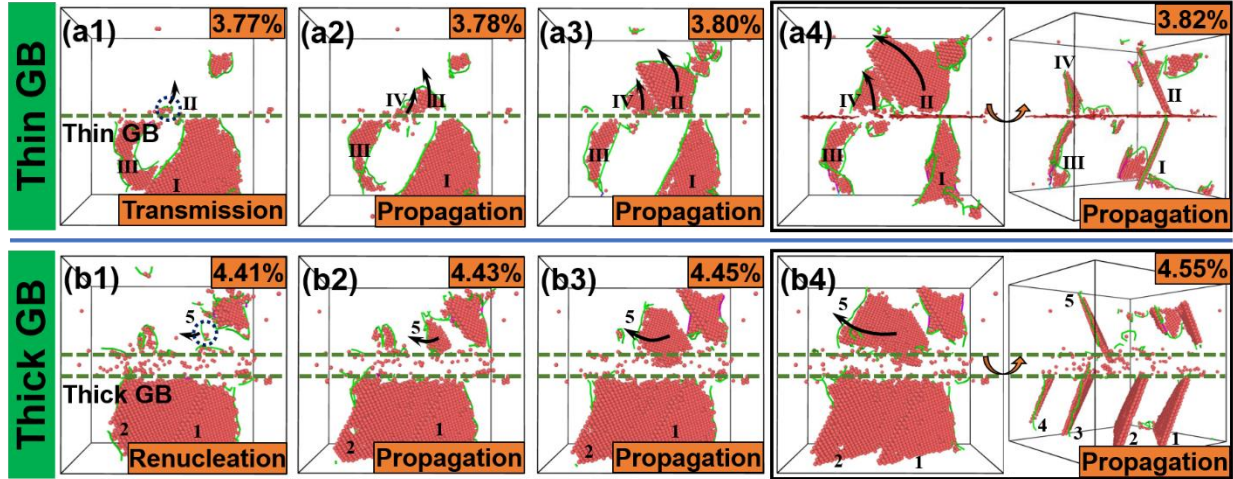 Thin GB
(a1)
3.77%
II
Thin GB
III
I
Transmission
(a2)
3.78%
IV
III
III
I
Propagation
(a3)
3.80%
IV
II
III
I
Propagation
(a4)
3.82%
IV
II
III
I
IV
II
III
I
Propagation
Thick GB
(b1)
4.41%
5
Thick GB
2
1
Renucleation
(b2)
4.43%
5
2
1
Propagation
(b3)
4.45%
5
2
1
Propagation
(b4)
4.55%
5
2
1
5
4
3
2
1
Propagation